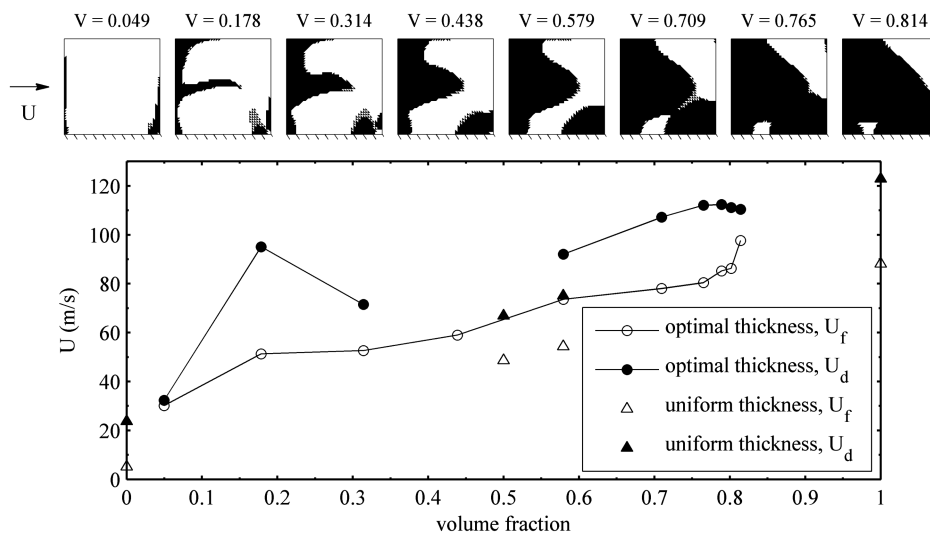 V = 0.049 V = 0.178 V = 0.314 V = 0.438 V = 0.579 V = 0.709 V = 0.765 V = 0.814
U
120
100
80
60
40
20
0
U (m/s)
optimal thickness, U_f
optimal thickness, U_d
uniform thickness, U_f
uniform thickness, U_d
0 0.1 0.2 0.3 0.4 0.5 0.6 0.7 0.8 0.9 1
volume fraction